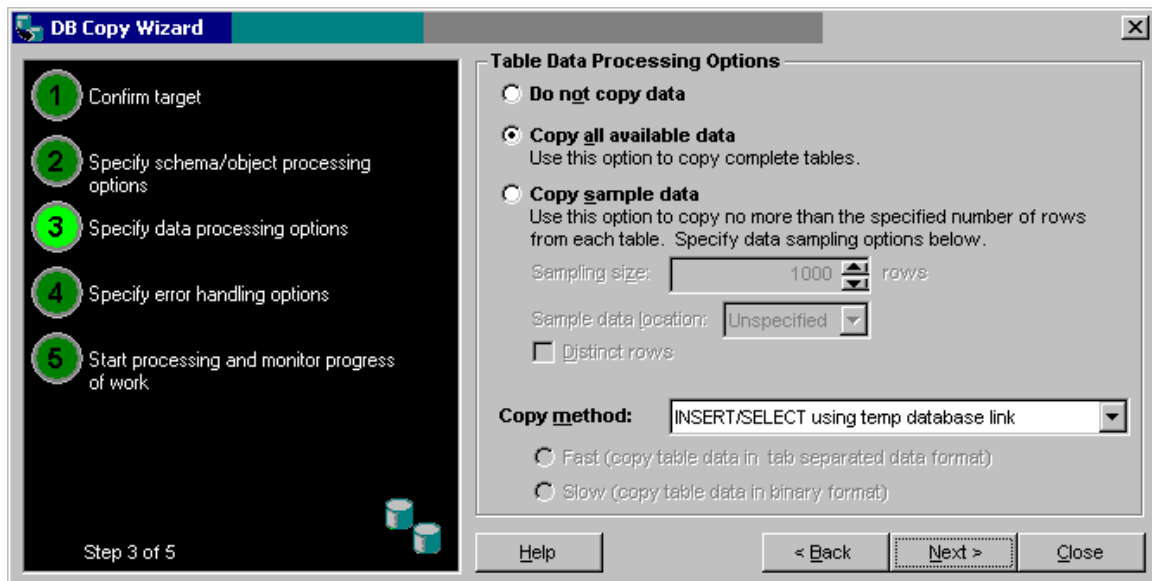 DB Copy Wizard
1 Confirm target
2 Specify schema/object processing
options
3 Specify data processing options
4 Specify error handling options
5 Start processing and monitor progress
of work
Step 3 of 5
Table Data Processing Options
Do not copy data
Copy all available data
Use this option to copy complete tables.
Copy sample data
Use this option to copy no more than the specified number of rows
from each table. Specify data sampling options below.
Sampling size: 1000 rows
Sample data location: Unspecified
Distinct rows
Copy method: INSERT/SELECT using temp database link
Fast (copy table data in tab separated data format)
Slow (copy table data in binary format)
Help < Back Next > Close